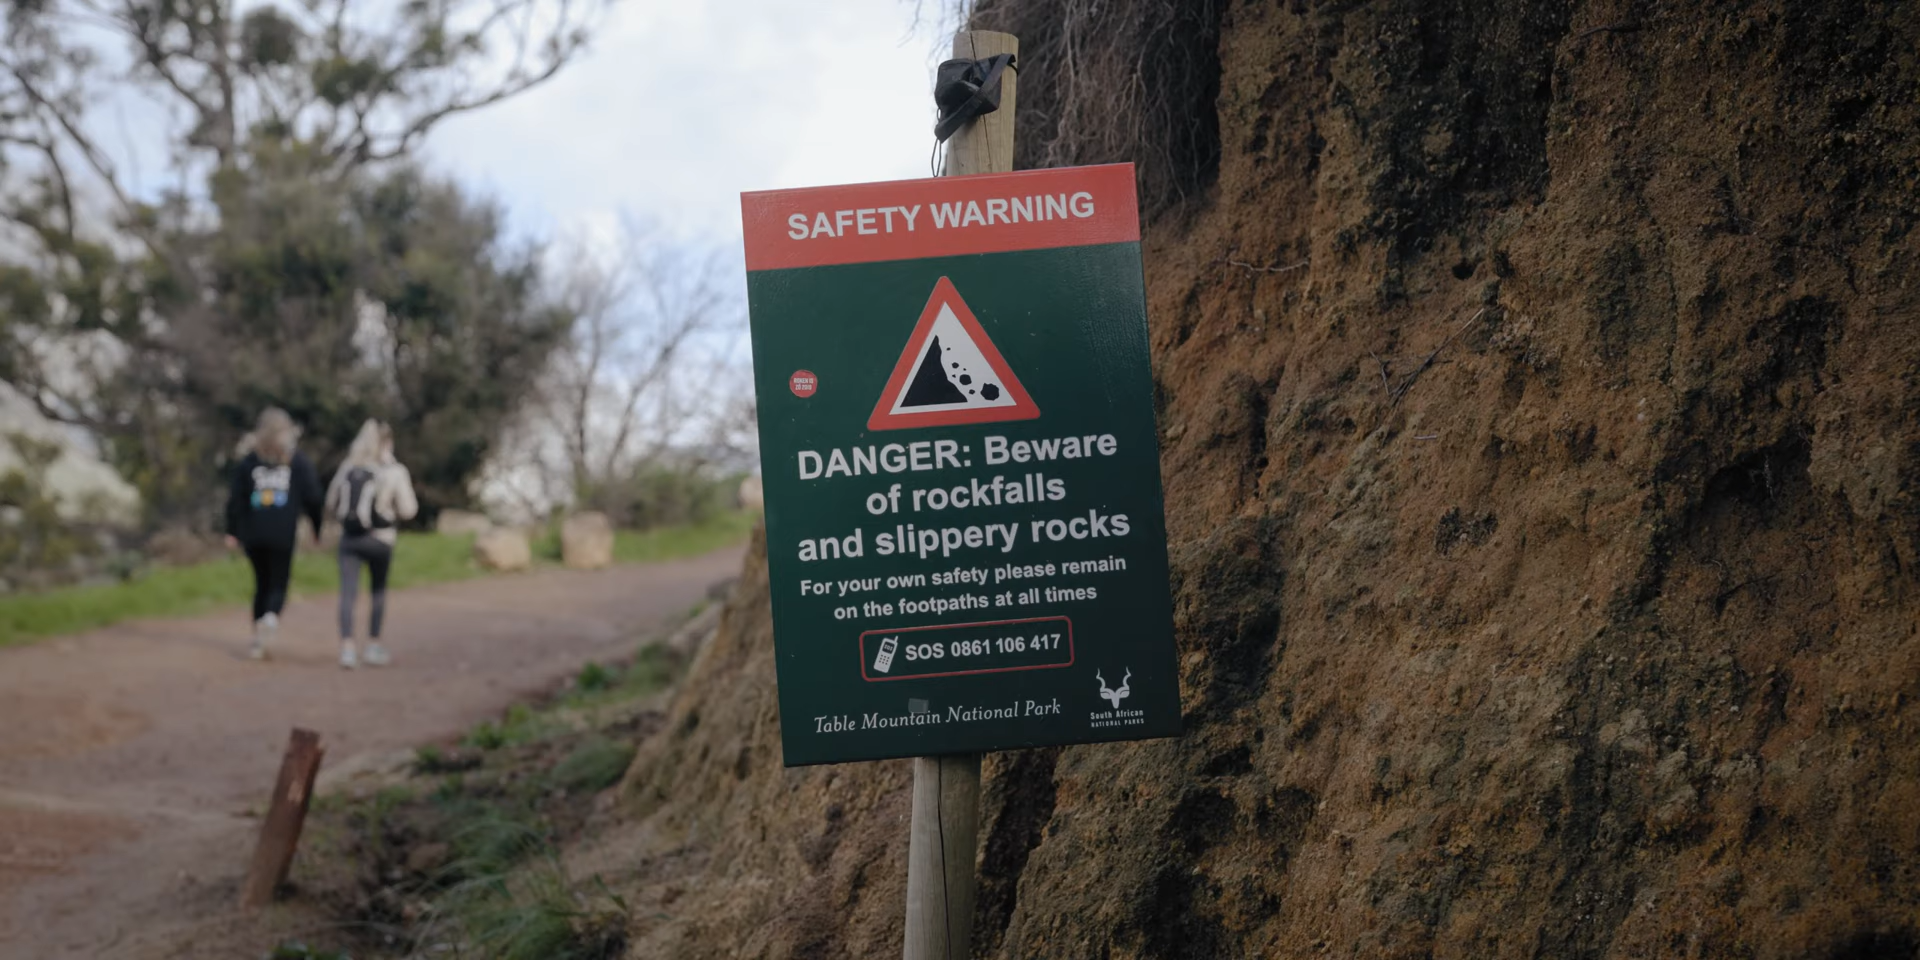 SAFETY WARNING
DANGER: Beware
of rockfalls
and slippery rocks
For your own safety please remain
on the footpaths at all times
SOS 0861 106 417
Table Mountain National Park
South African
NATIONAL PARKS